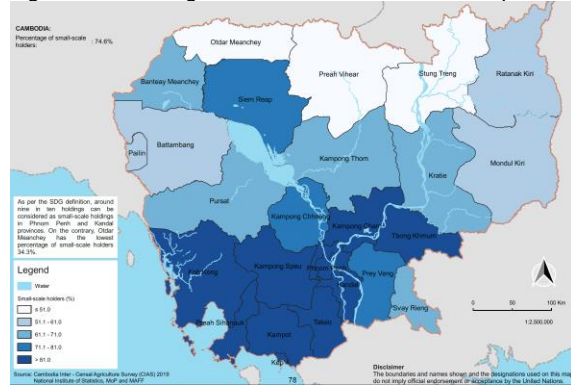 CAMBODIA:
Percentage of small-scale
holders: : 74.6%
Otdar Meanchey
Preah Vihear
Stung Treng
Ratanak Kiri
Banteay Meanchey
Siem Reap
Battambang
Pailin
Kampong Thom
Kratie
Mondul Kiri
Pursat
Kampong Chhnang
Kampong Cham
Tboung Khmum
As per the SDG definition, around
nine in ten holdings can be
considered as small-scale holdings
in Phnom Penh and Kandal
provinces. On the contrary, Otdar
Meanchey has the lowest
percentage of small-scale holders
34.3%.
Koh Kong
Kampong Speu
Phnom Penh
Kandal
Prey Veng
Svay Rieng
Preah Sihanouk
Kampot
Takeo
Kep
Legend
Water
Small-scale holders (%)
≤ 51.0
51.1 - 61.0
61.1 - 71.0
71.1 - 81.0
> 81.0
0 50 100 Km
1:2,500,000
Source: Cambodia Inter - Censal Agriculture Survey (CIAS) 2019
National Institute of Statistics, MoP and MAFF
78
Disclaimer
The boundaries and names shown and the designations used on this map
do not imply official endorsement or acceptance by the United Nations.